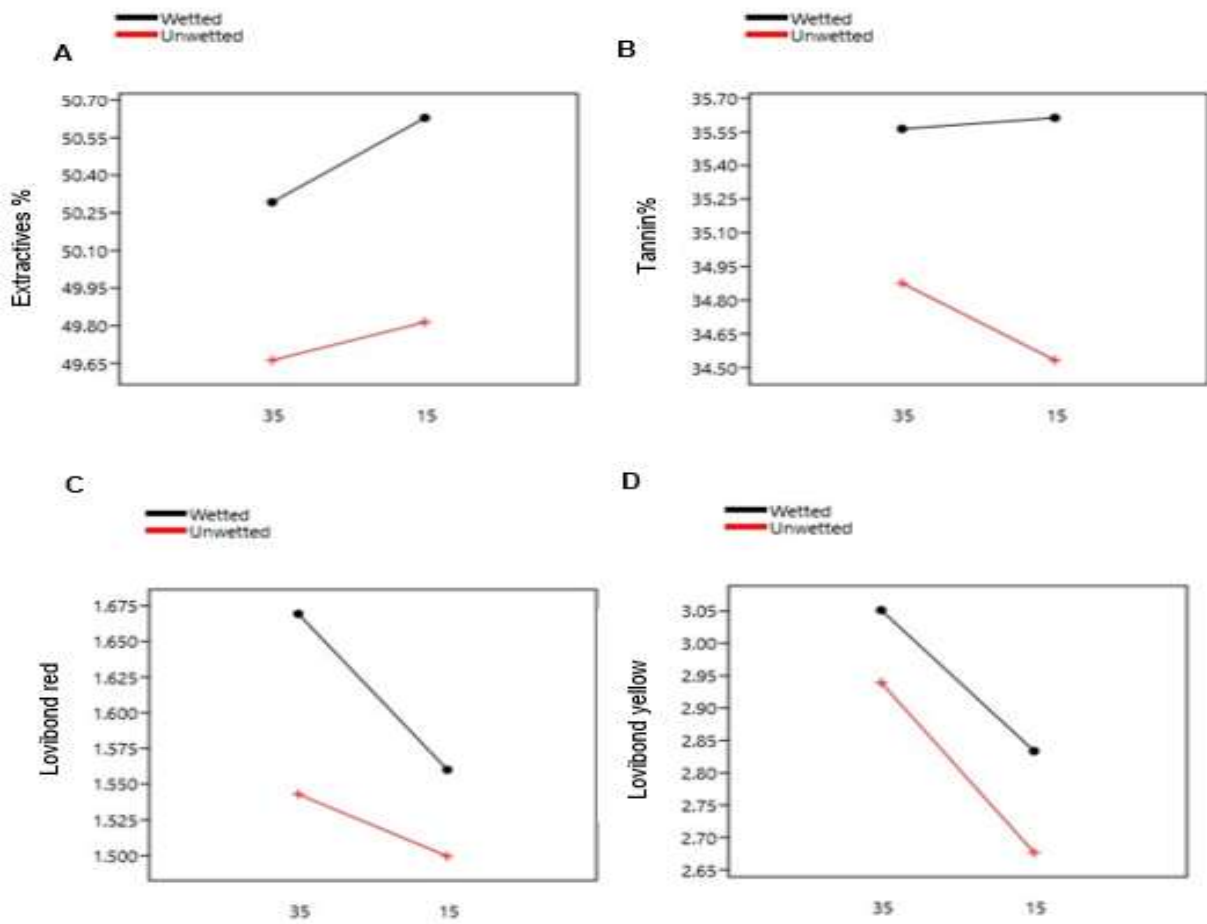 Wetted
Unwetted
A
50.70
50.55
50.40
50.25
50.10
49.95
49.80
49.65
Extractives %
35 15
Wetted
Unwetted
B
35.70
35.55
35.40
35.25
35.10
34.95
34.80
34.65
34.50
Tannin%
35 15
C
Wetted
Unwetted
1.675
1.650
1.625
1.600
1.575
1.550
1.525
1.500
Lovibond red
35 15
D
Wetted
Unwetted
3.05
3.00
2.95
2.90
2.85
2.80
2.75
2.70
2.65
Lovibond yellow
35 15